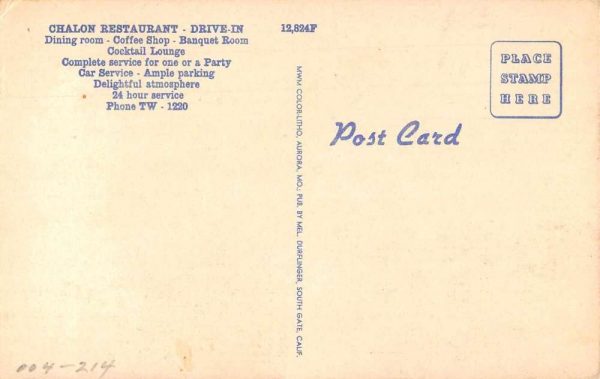 CHALON RESTAURANT - DRIVE-IN
Dining room - Coffee Shop - Banquet Room
Cocktail Lounge
Complete service for one or a Party
Car Service - Ample parking
Delightful atmosphere
24 hour service
Phone TW - 1220
12,824F
MWM COLOR-LITHO, AURORA, MO., PUB. BY MEL. DURFLINGER, SOUTH GATE, CALIF.
Post Card
PLACE
STAMP
HERE
004-214